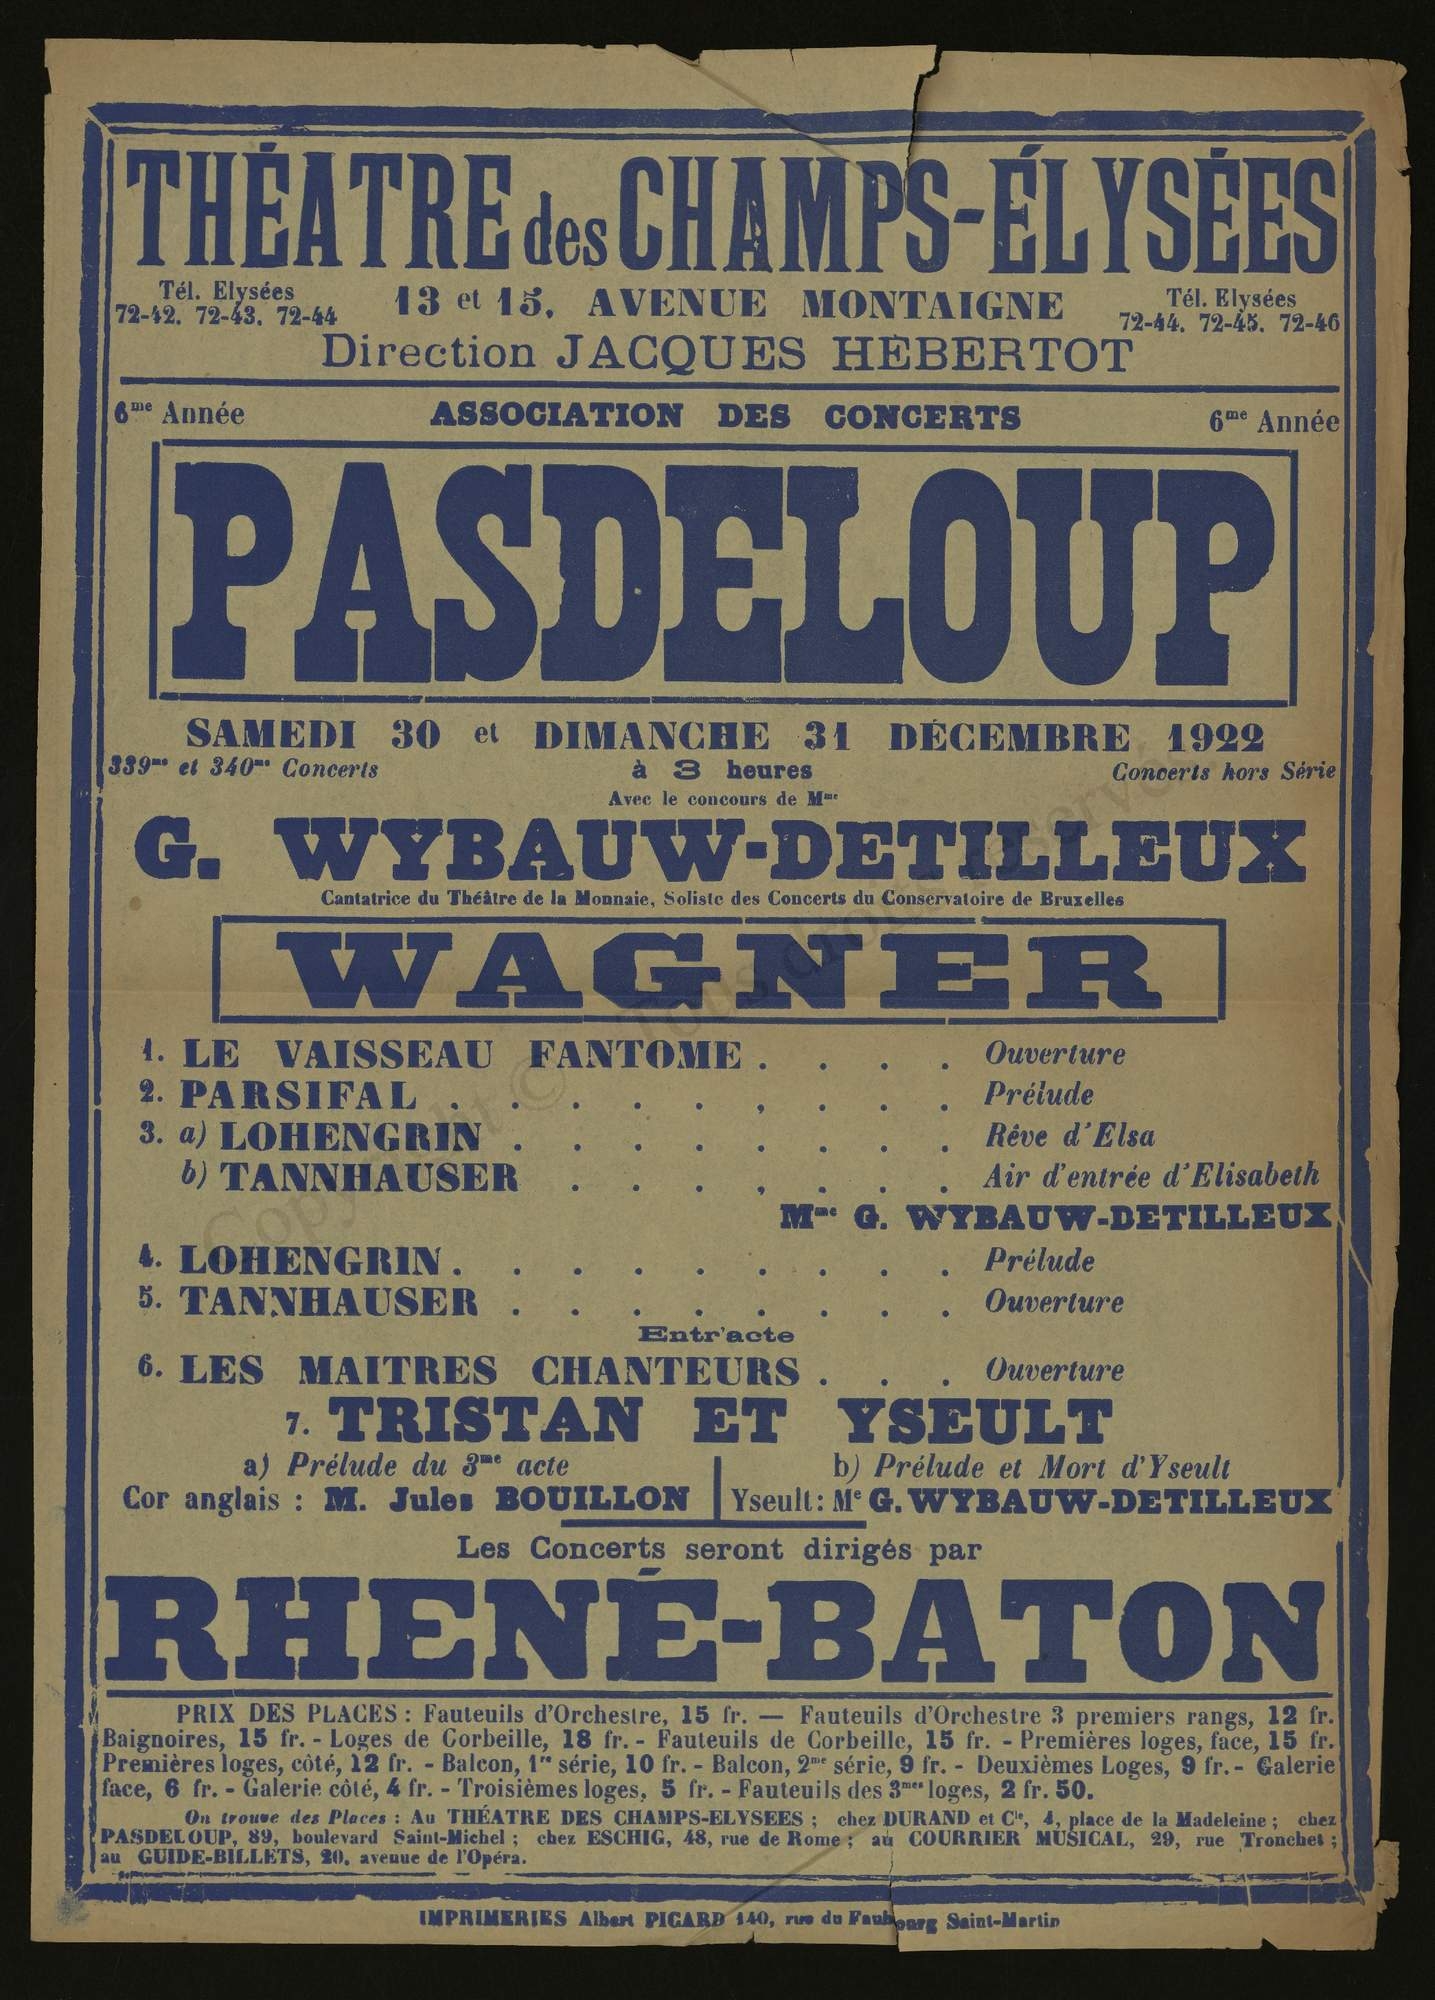 THÉATRE des CHAMPS-ÉLYSÉES
Tél. Elysées
72-42. 72-43. 72-44
13 et 15, AVENUE MONTAIGNE
Tél. Elysées
72-44. 72-45. 72-46
Direction JACQUES HÉBERTOT
6me Année ASSOCIATION DES CONCERTS 6me Année
PASDELOUP
SAMEDI 30 et DIMANCHE 31 DÉCEMBRE 1922
339me et 340me Concerts à 3 heures Concerts hors Série
Avec le concours de Mme
G. WYBAUW-DETILLEUX
Cantatrice du Théâtre de la Monnaie, Soliste des Concerts du Conservatoire de Bruxelles
WAGNER
1. LE VAISSEAU FANTOME . . . . Ouverture
2. PARSIFAL . . . . . . . . . Prélude
3. a) LOHENGRIN . . . . . . . . Rêve d'Elsa
b) TANNHAUSER . . . . . . . Air d'entrée d'Elisabeth
Mme G. WYBAUW-DETILLEUX
4. LOHENGRIN. . . . . . . . . Prélude
5. TANNHAUSER . . . . . . . . Ouverture
Entr'acte
6. LES MAITRES CHANTEURS . . . Ouverture
7. TRISTAN ET YSEULT
a) Prélude du 3me acte
Cor anglais : M. Jules BOUILLON
b) Prélude et Mort d'Yseult
Yseult: Me G. WYBAUW-DETILLEUX
Les Concerts seront dirigés par
RHENÉ-BATON
PRIX DES PLACES : Fauteuils d'Orchestre, 15 fr. — Fauteuils d'Orchestre 3 premiers rangs, 12 fr.
Baignoires, 15 fr. - Loges de Corbeille, 18 fr. - Fauteuils de Corbeille, 15 fr. - Premières loges, face, 15 fr.
Premières loges, côté, 12 fr. - Balcon, 1re série, 10 fr. - Balcon, 2me série, 9 fr. - Deuxièmes Loges, 9 fr. - Galerie
face, 6 fr. - Galerie côté, 4 fr. - Troisièmes loges, 5 fr. - Fauteuils des 3mes loges, 2 fr. 50.
On trouve des Places : Au THÉATRE DES CHAMPS-ELYSEES ; chez DURAND et Cie, 4, place de la Madeleine ; chez
PASDELOUP, 89, boulevard Saint-Michel ; chez ESCHIG, 48, rue de Rome ; au COURRIER MUSICAL, 29, rue Tronchet ;
au GUIDE-BILLETS, 20, avenue de l'Opéra.
IMPRIMERIES Albert PICARD 140, rue du Faubourg Saint-Martin
Copyright © Tous droits réservés